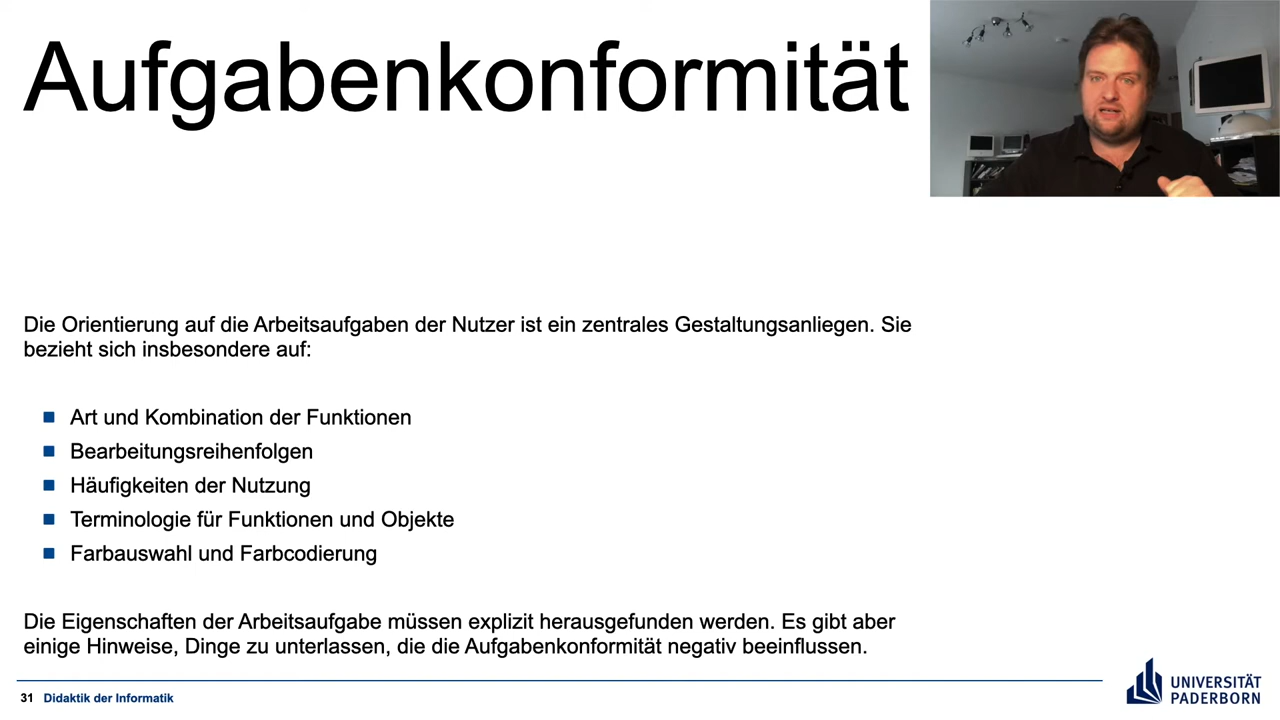 Aufgabenkonformität
Die Orientierung auf die Arbeitsaufgaben der Nutzer ist ein zentrales Gestaltungsanliegen. Sie
bezieht sich insbesondere auf:
Art und Kombination der Funktionen
Bearbeitungsreihenfolgen
Häufigkeiten der Nutzung
Terminologie für Funktionen und Objekte
Farbauswahl und Farbcodierung
Die Eigenschaften der Arbeitsaufgabe müssen explizit herausgefunden werden. Es gibt aber
einige Hinweise, Dinge zu unterlassen, die die Aufgabenkonformität negativ beeinflussen.
31 Didaktik der Informatik
UNIVERSITÄT
PADERBORN